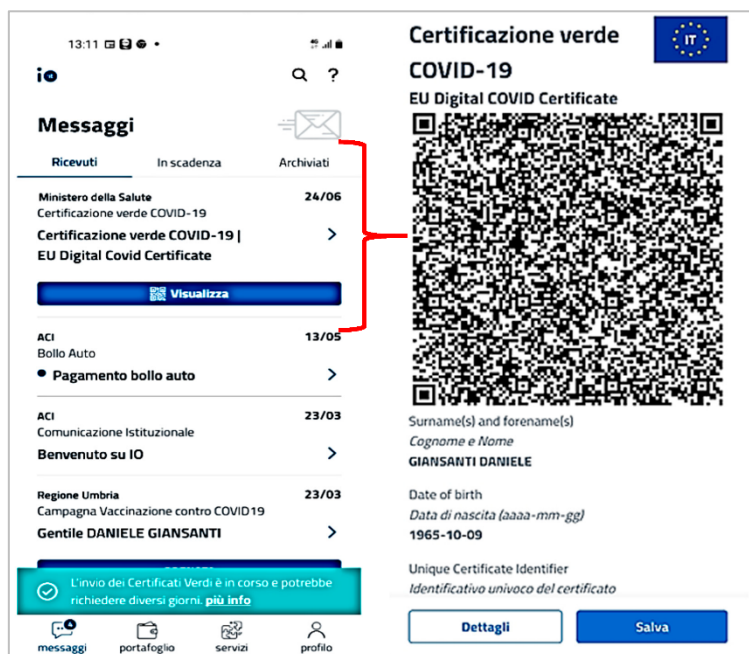 13:11
io
?
Messaggi
Ricevuti
In scadenza
Archiviati
Ministero della Salute
24/06
Certificazione verde COVID-19
Certificazione verde COVID-19 |
EU Digital Covid Certificate
Visualizza
ACI
13/05
Bollo Auto
Pagamento bollo auto
ACI
23/03
Comunicazione Istituzionale
Benvenuto su IO
Regione Umbria
23/03
Campagna Vaccinazione contro COVID19
Gentile DANIELE GIANSANTI
L'invio dei Certificati Verdi è in corso e potrebbe
richiedere diversi giorni. più info
4
messaggi
portafoglio
servizi
profilo
Certificazione verde
COVID-19
IT
EU Digital COVID Certificate
Surname(s) and forename(s)
Cognome e Nome
GIANSANTI DANIELE
Date of birth
Data di nascita (aaaa-mm-gg)
1965-10-09
Unique Certificate Identifier
Identificativo univoco del certificato
Dettagli
Salva